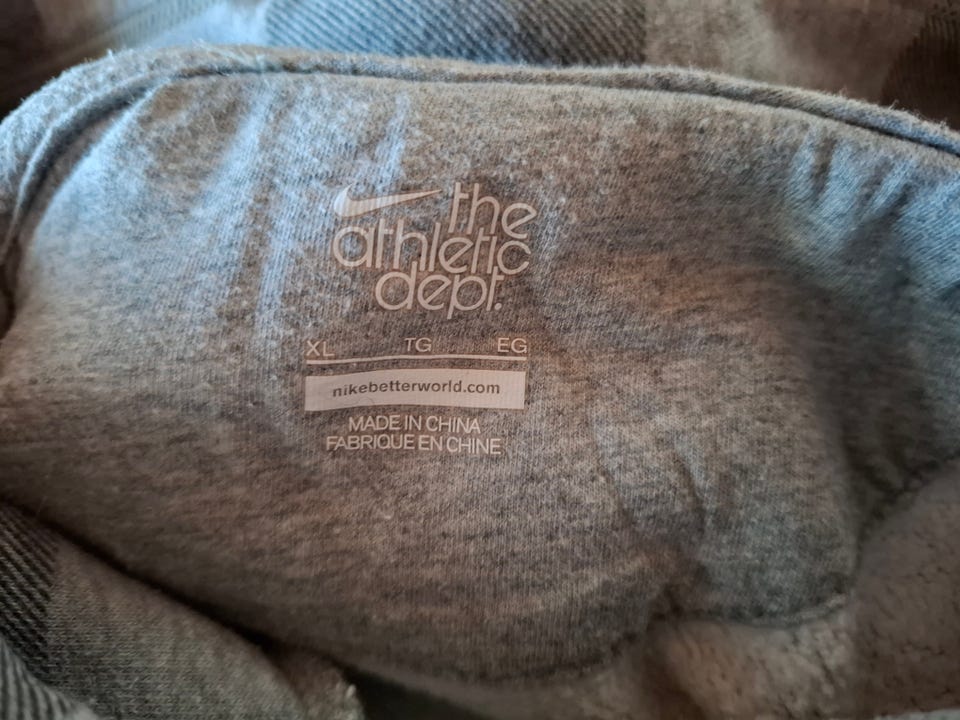 the
athletic
dept.
XL TG EG
nikebetterworld.com
MADE IN CHINA
FABRIQUE EN CHINE